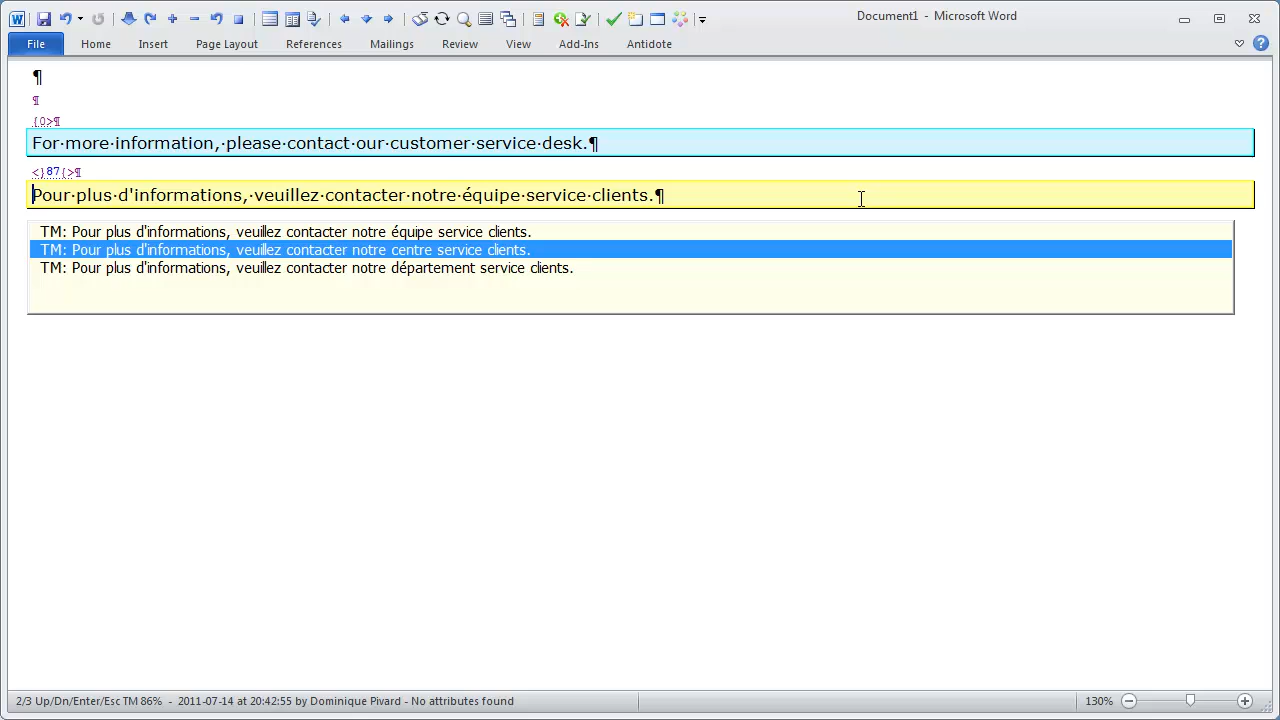 Document1 - Microsoft Word
File Home Insert Page Layout References Mailings Review View Add-Ins Antidote
¶
¶
{0>¶
For·more·information,·please·contact·our·customer·service·desk.¶
<}87{>¶
Pour·plus·d'informations,·veuillez·contacter·notre·équipe·service·clients.¶
TM: Pour plus d'informations, veuillez contacter notre équipe service clients.
TM: Pour plus d'informations, veuillez contacter notre centre service clients.
TM: Pour plus d'informations, veuillez contacter notre département service clients.
2/3 Up/Dn/Enter/Esc TM 86% - 2011-07-14 at 20:42:55 by Dominique Pivard - No attributes found 130%